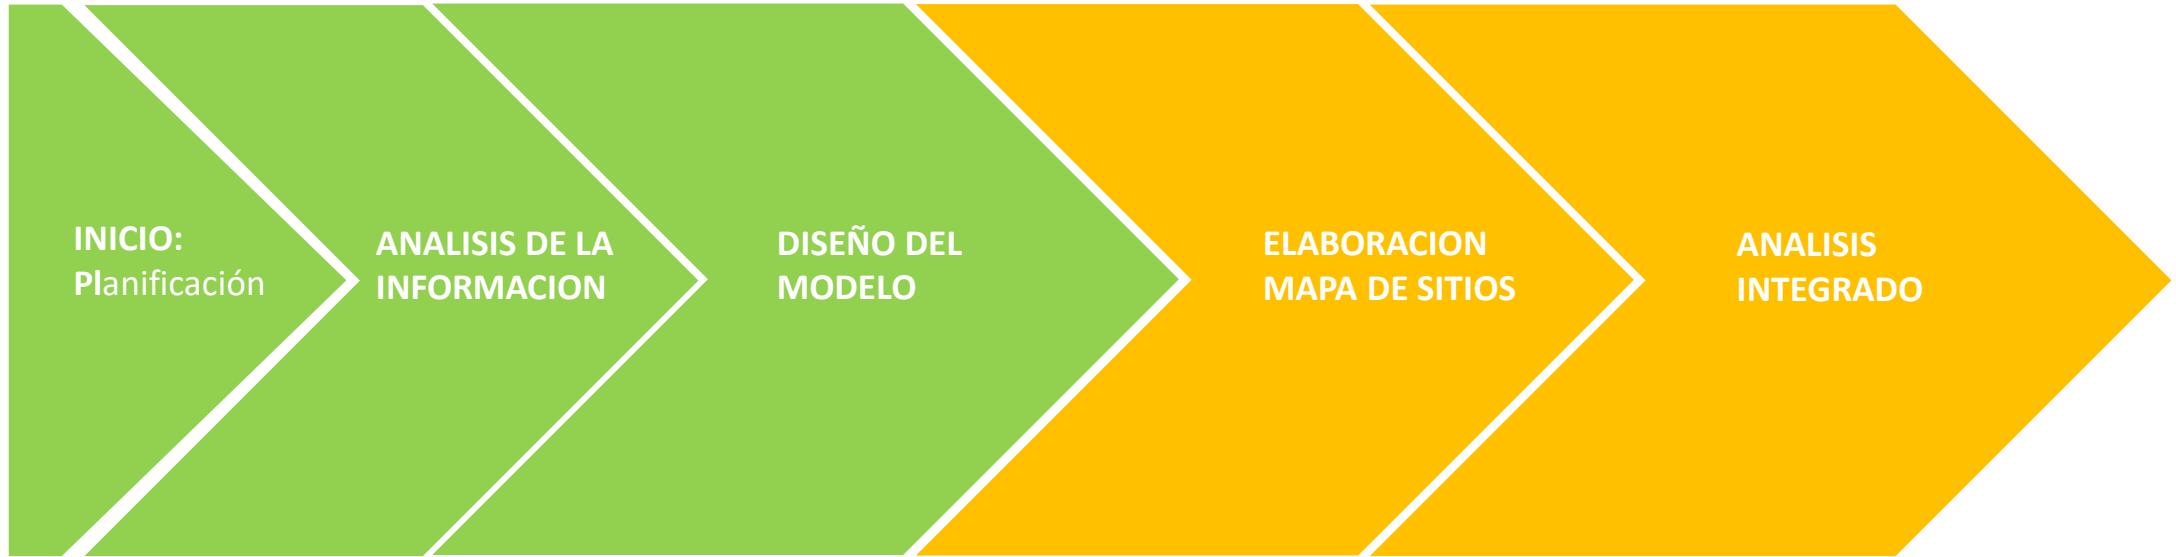 INICIO:
Planificación
ANALISIS DE LA
INFORMACION
DISEÑO DEL
MODELO
ELABORACION
MAPA DE SITIOS
ANALISIS
INTEGRADO